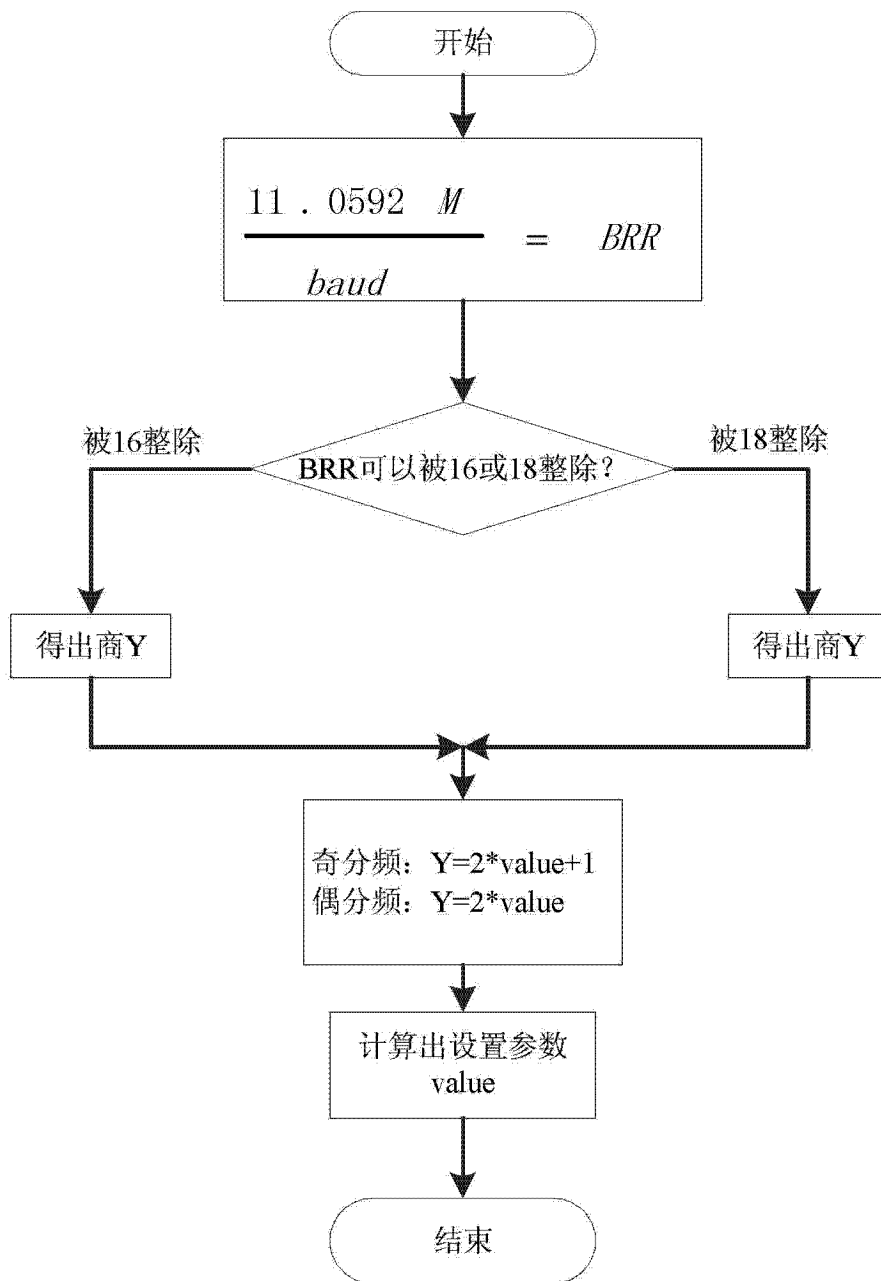 开始
11．0592 M
baud
= BRR
被16整除
被18整除
BRR可以被16或18整除？
得出商Y
得出商Y
奇分频：Y=2*value+1
偶分频：Y=2*value
计算出设置参数
value
结束